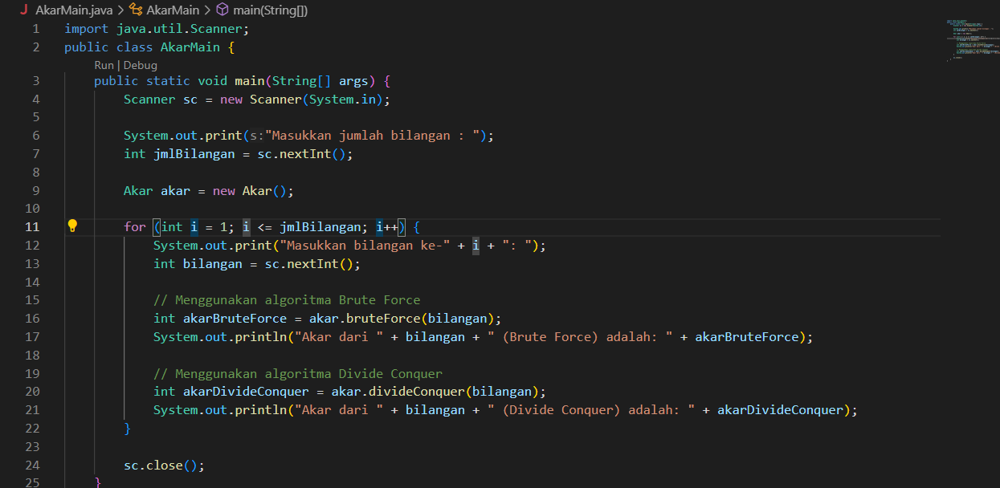 AkarMain.java > AkarMain > main(String[])
1 import java.util.Scanner;
2 public class AkarMain {
Run | Debug
3 public static void main(String[] args) {
4 Scanner sc = new Scanner(System.in);
5
6 System.out.print(s:"Masukkan jumlah bilangan : ");
7 int jmlBilangan = sc.nextInt();
8
9 Akar akar = new Akar();
10
11 for (int i = 1; i <= jmlBilangan; i++) {
12 System.out.print("Masukkan bilangan ke-" + i + ": ");
13 int bilangan = sc.nextInt();
14
15 // Menggunakan algoritma Brute Force
16 int akarBruteForce = akar.bruteForce(bilangan);
17 System.out.println("Akar dari " + bilangan + " (Brute Force) adalah: " + akarBruteForce);
18
19 // Menggunakan algoritma Divide Conquer
20 int akarDivideConquer = akar.divideConquer(bilangan);
21 System.out.println("Akar dari " + bilangan + " (Divide Conquer) adalah: " + akarDivideConquer);
22 }
23
24 sc.close();
25 }